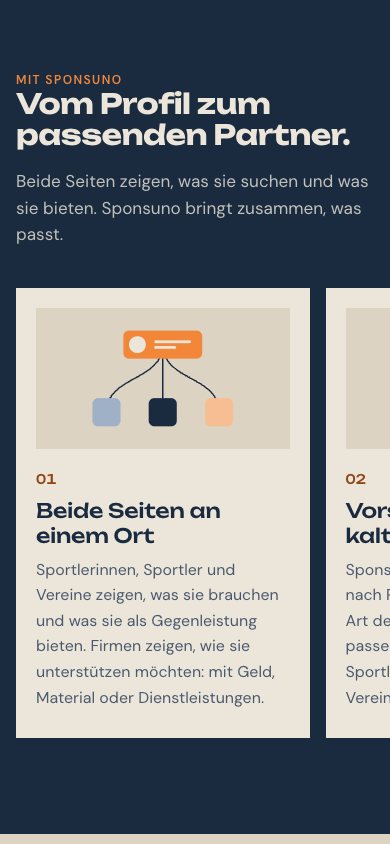 MIT SPONSUNO
Vom Profil zum
passenden Partner.
Beide Seiten zeigen, was sie suchen und was
sie bieten. Sponsuno bringt zusammen, was
passt.
01
Beide Seiten an
einem Ort
Sportlerinnen, Sportler und
Vereine zeigen, was sie brauchen
und was sie als Gegenleistung
bieten. Firmen zeigen, wie sie
unterstützen möchten: mit Geld,
Material oder Dienstleistungen.
02